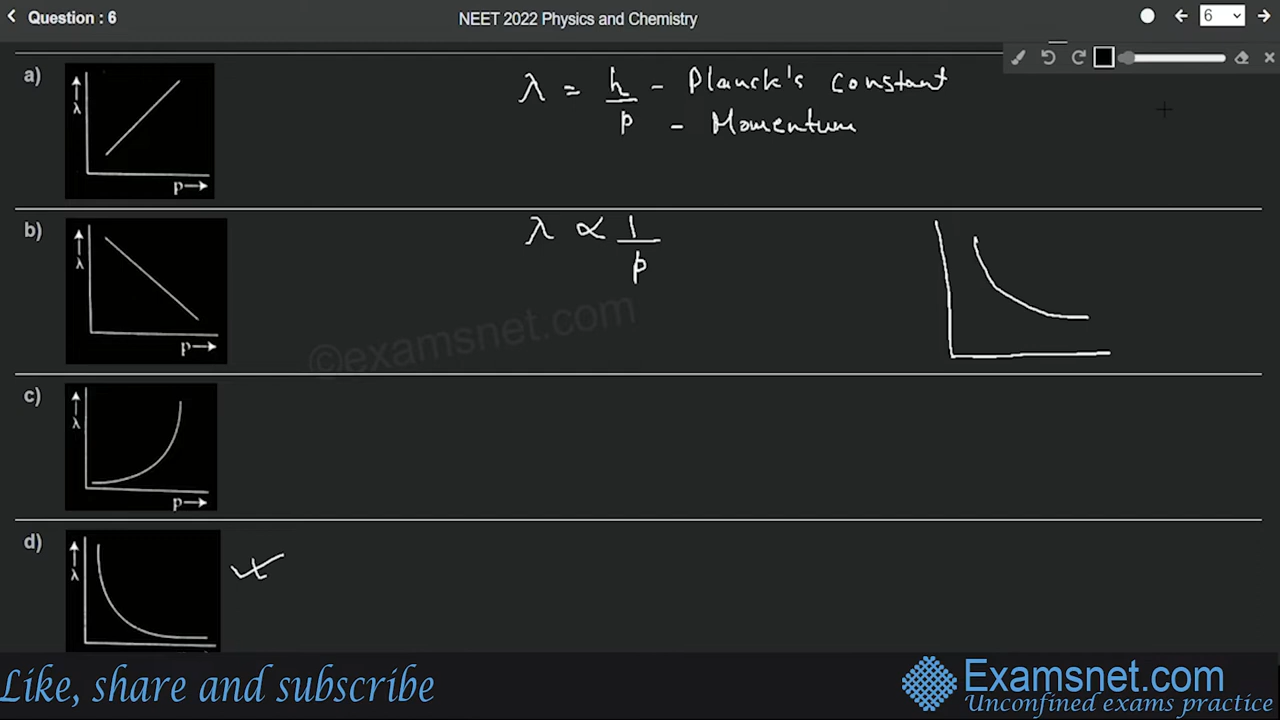 Question : 6
NEET 2022 Physics and Chemistry
6
a)
λ
p
λ = h/p - Planck's Constant
- Momentum
b)
λ
p
λ ∝ 1/p
©examsnet.com
c)
λ
p
d)
λ
Like, share and subscribe
Examsnet.com
Unconfined exams practice